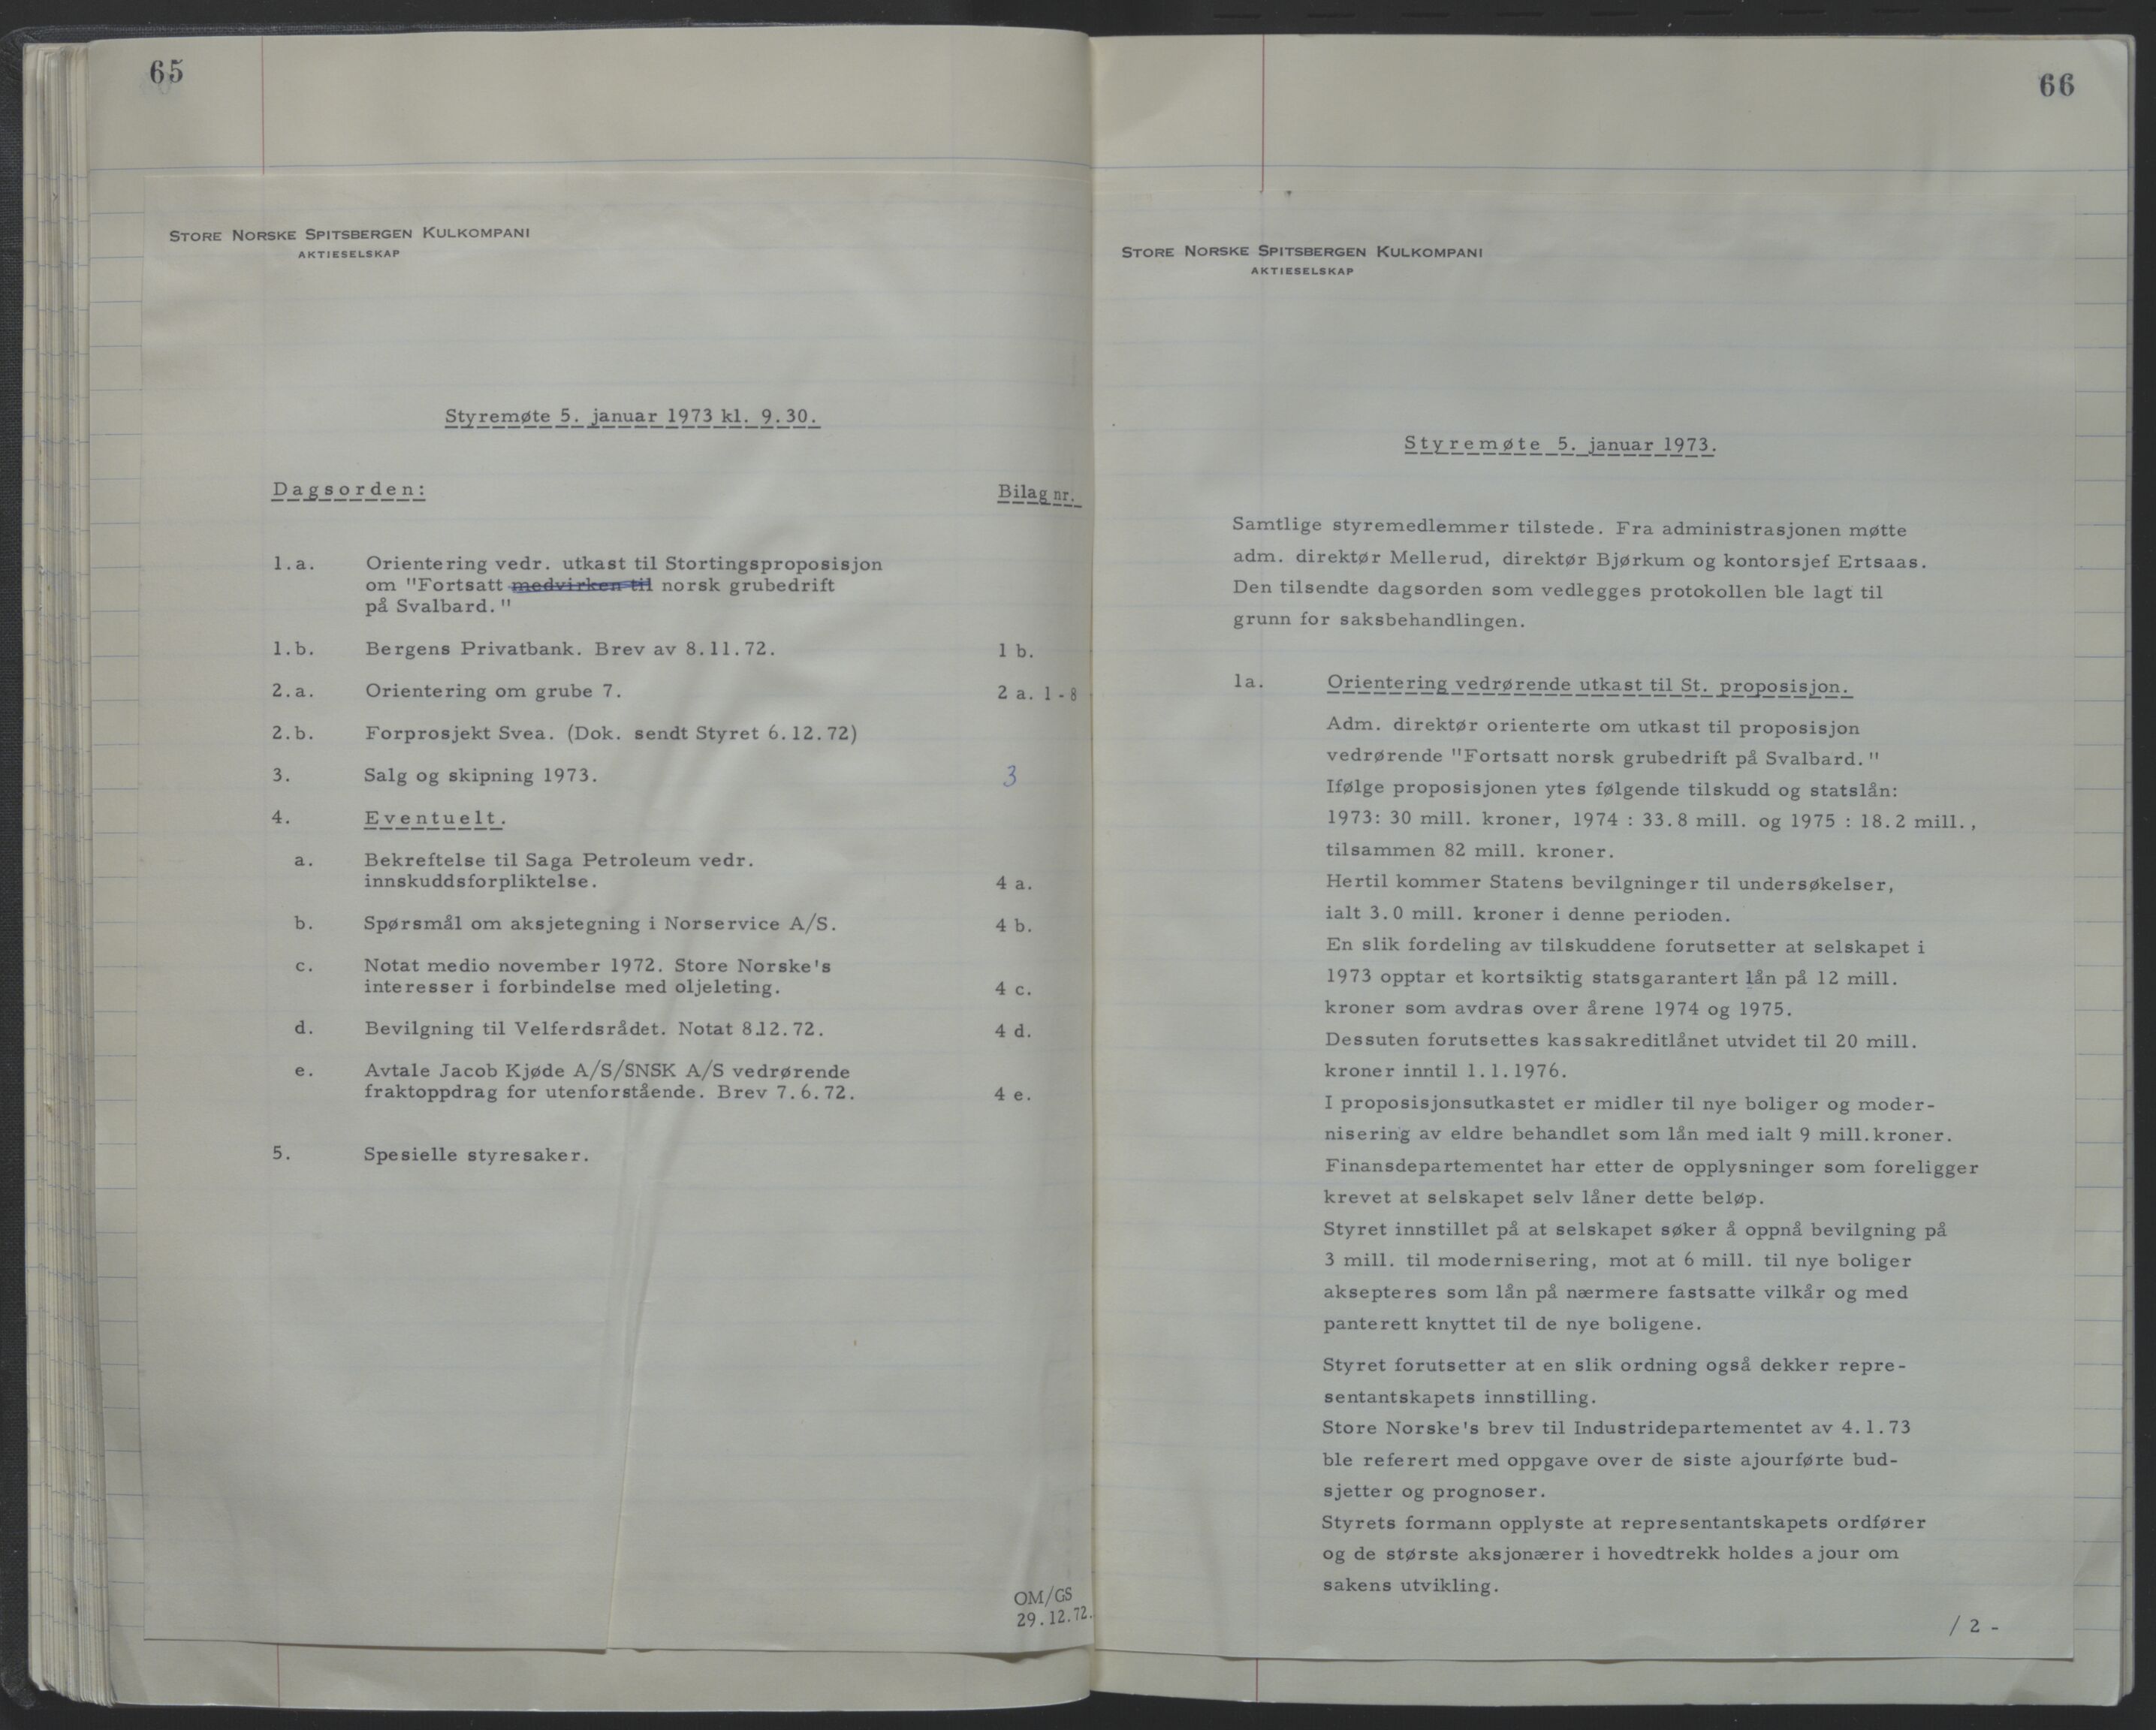 65
STORE NORSKE SPITSBERGEN KULKOMPANI
AKTIESELSKAP
Styremøte 5. januar 1973 kl. 9.30.
Dagsorden: Bilag nr.
1.a. Orientering vedr. utkast til Stortingsproposisjon
om "Fortsatt medvirken til norsk grubedrift
på Svalbard."
1.b. Bergens Privatbank. Brev av 8.11.72. 1 b.
2.a. Orientering om grube 7. 2 a. 1-8
2.b. Forprosjekt Svea. (Dok. sendt Styret 6.12.72)
3. Salg og skipning 1973. 3
4. Eventuelt.
a. Bekreftelse til Saga Petroleum vedr.
innskuddsforpliktelse. 4 a.
b. Spørsmål om aksjetegning i Norservice A/S. 4 b.
c. Notat medio november 1972. Store Norske's
interesser i forbindelse med oljeleting. 4 c.
d. Bevilgning til Velferdsrådet. Notat 8.12.72. 4 d.
e. Avtale Jacob Kjøde A/S/SNSK A/S vedrørende
fraktoppdrag for utenforstående. Brev 7.6.72. 4 e.
5. Spesielle styresaker.
OM/GS
29.12.72.
66
STORE NORSKE SPITSBERGEN KULKOMPANI
AKTIESELSKAP
Styremøte 5. januar 1973.
Samtlige styremedlemmer tilstede. Fra administrasjonen møtte
adm. direktør Mellerud, direktør Bjørkum og kontorsjef Ertsaas.
Den tilsendte dagsorden som vedlegges protokollen ble lagt til
grunn for saksbehandlingen.
1a. Orientering vedrørende utkast til St. proposisjon.
Adm. direktør orienterte om utkast til proposisjon
vedrørende "Fortsatt norsk grubedrift på Svalbard."
Ifølge proposisjonen ytes følgende tilskudd og statslån:
1973: 30 mill. kroner, 1974 : 33.8 mill. og 1975 : 18.2 mill.,
tilsammen 82 mill. kroner.
Hertil kommer Statens bevilgninger til undersøkelser,
ialt 3.0 mill. kroner i denne perioden.
En slik fordeling av tilskuddene forutsetter at selskapet i
1973 opptar et kortsiktig statsgarantert lån på 12 mill.
kroner som avdras over årene 1974 og 1975.
Dessuten forutsettes kassakreditlånet utvidet til 20 mill.
kroner inntil 1.1.1976.
I proposisjonsutkastet er midler til nye boliger og moder-
nisering av eldre behandlet som lån med ialt 9 mill.kroner.
Finansdepartementet har etter de opplysninger som foreligger
krevet at selskapet selv låner dette beløp.
Styret innstillet på at selskapet søker å oppnå bevilgning på
3 mill. til modernisering, mot at 6 mill. til nye boliger
aksepteres som lån på nærmere fastsatte vilkår og med
panterett knyttet til de nye boligene.
Styret forutsetter at en slik ordning også dekker repre-
sentantskapets innstilling.
Store Norske's brev til Industridepartementet av 4.1.73
ble referert med oppgave over de siste ajourførte bud-
sjetter og prognoser.
Styrets formann opplyste at representantskapets ordfører
og de største aksjonærer i hovedtrekk holdes ajour om
sakens utvikling.
/ 2 -